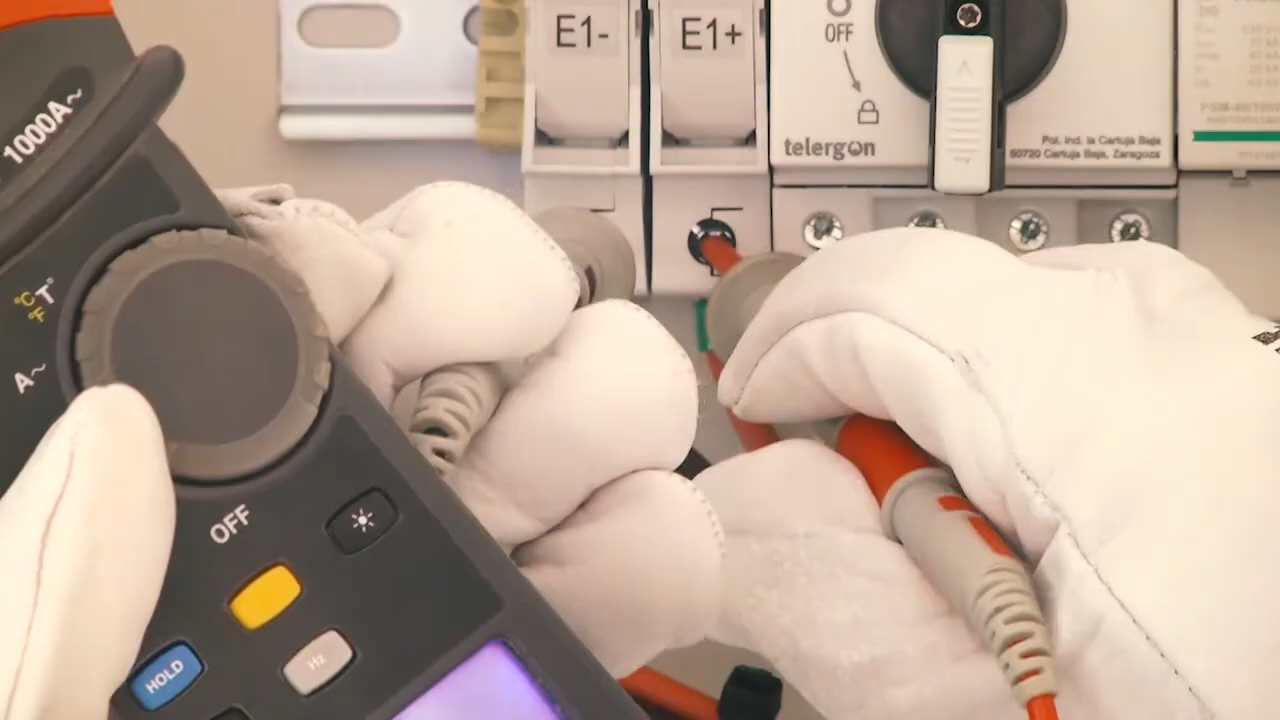 1000A~
°C
°F
T°
A~
OFF
HOLD
Hz
E1-
E1+
OFF
telergon
Pol. Ind. la Cartuja Baja
50720 Cartuja Baja, Zaragoza